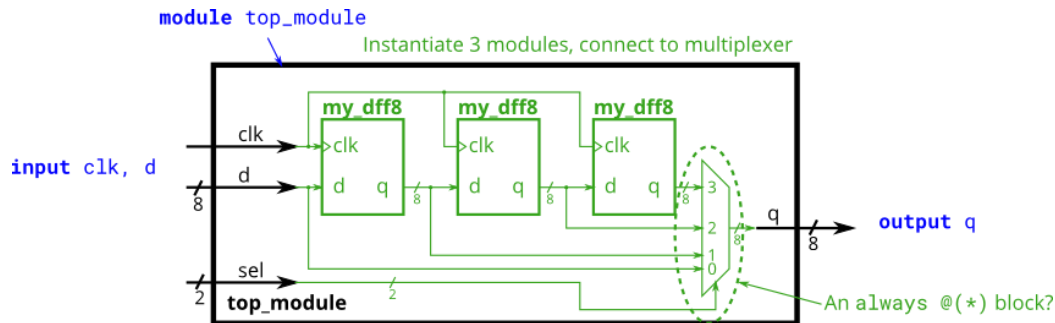 module top_module
Instantiate 3 modules, connect to multiplexer
my_dff8 my_dff8 my_dff8
clk clk clk clk
input clk, d
d d q d q d q 3
8 8 8 8
q output q
2 8 8
1
0
sel
2 2
top_module
An always @(*) block?